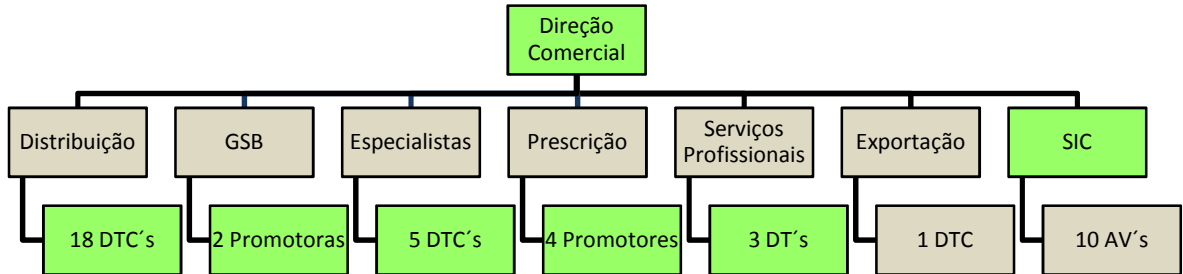 Direção
Comercial
Distribuição
GSB
Especialistas
Prescrição
Serviços
Profissionais
Exportação
SIC
18 DTC´s
2 Promotoras
5 DTC´s
4 Promotores
3 DT´s
1 DTC
10 AV´s